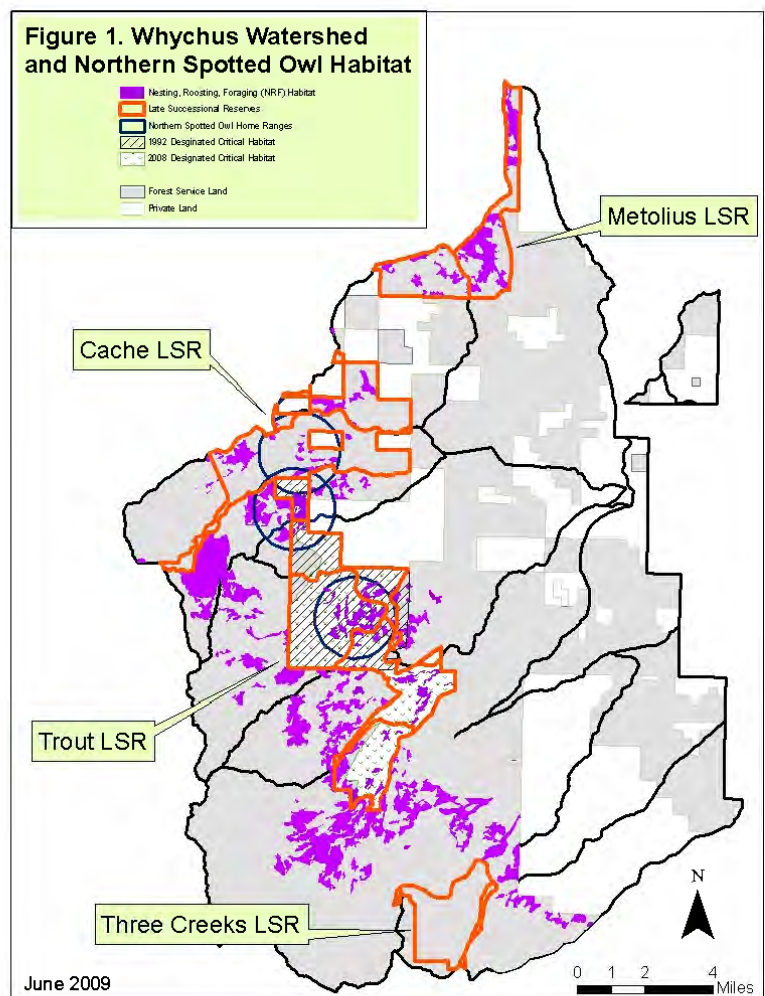 Figure 1. Whychus Watershed
and Northern Spotted Owl Habitat
Nesting, Roosting, Foraging (NRF) Habitat
Late Successional Reserves
Northern Spotted Owl Home Ranges
1992 Desginated Critical Habitat
2008 Designated Critical Habitat
Forest Service Land
Private Land
Metolius LSR
Cache LSR
Trout LSR
Three Creeks LSR
N
0 1 2 4
Miles
June 2009